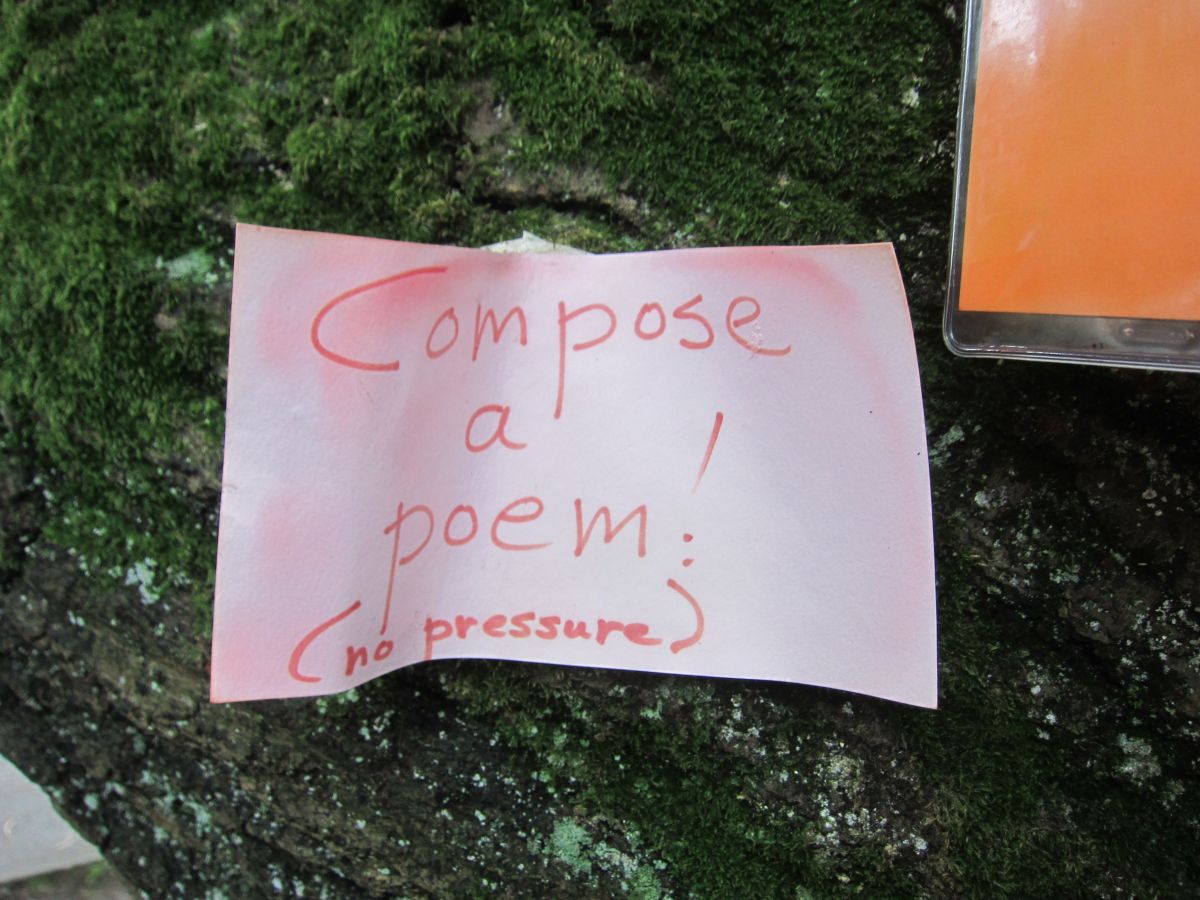 Compose
a
poem:!
(no pressure)